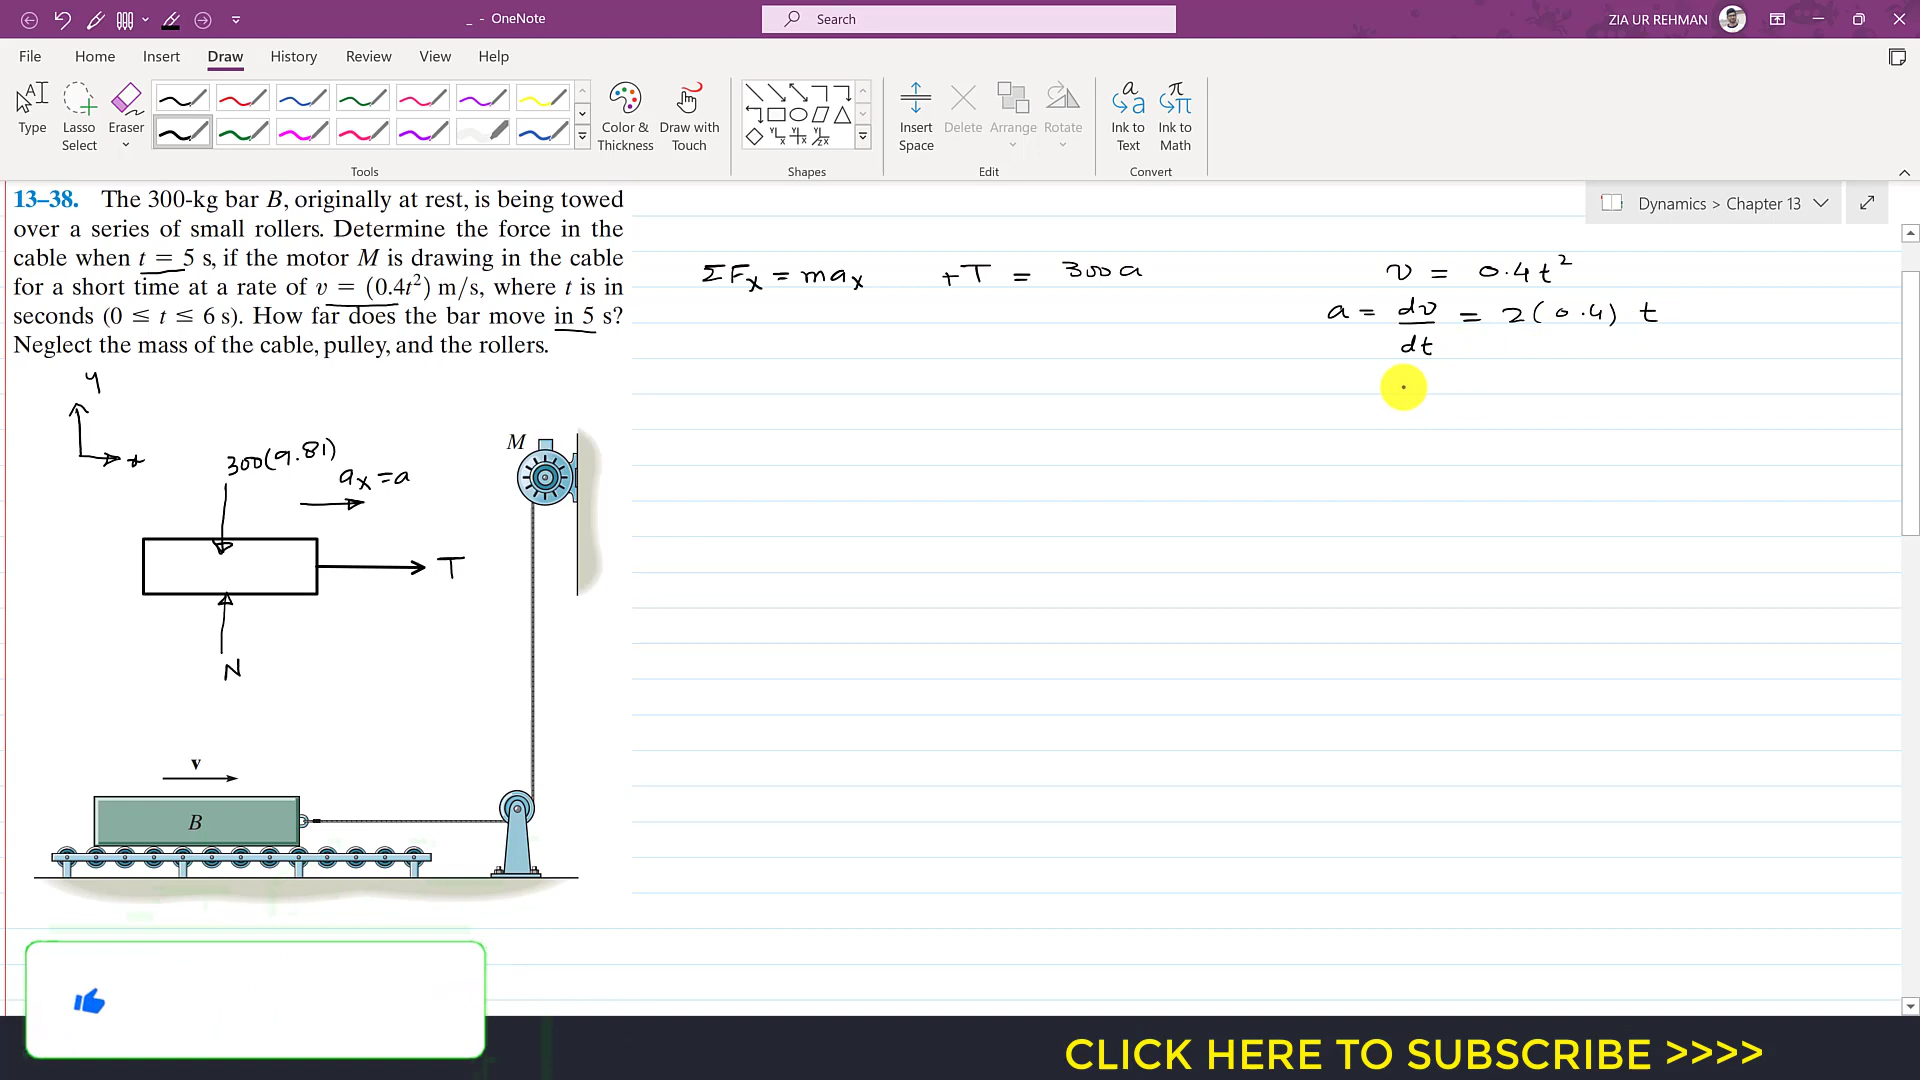 _ - OneNote
Search
ZIA UR REHMAN
File Home Insert Draw History Review View Help
Type
Lasso Select
Eraser
Color & Thickness
Draw with Touch
Insert Space
Delete
Arrange
Rotate
Ink to Text
Ink to Math
Tools
Shapes
Edit
Convert
Dynamics > Chapter 13
13–38. The 300-kg bar B, originally at rest, is being towed
over a series of small rollers. Determine the force in the
cable when t = 5 s, if the motor M is drawing in the cable
for a short time at a rate of v = (0.4t²) m/s, where t is in
seconds (0 ≤ t ≤ 6 s). How far does the bar move in 5 s?
Neglect the mass of the cable, pulley, and the rollers.
ΣFx = max +T = 300a
v = 0.4t²
a = dv/dt = 2(0.4) t
y
x
300(9.81)
ax = a
T
N
M
v
B
CLICK HERE TO SUBSCRIBE >>>>